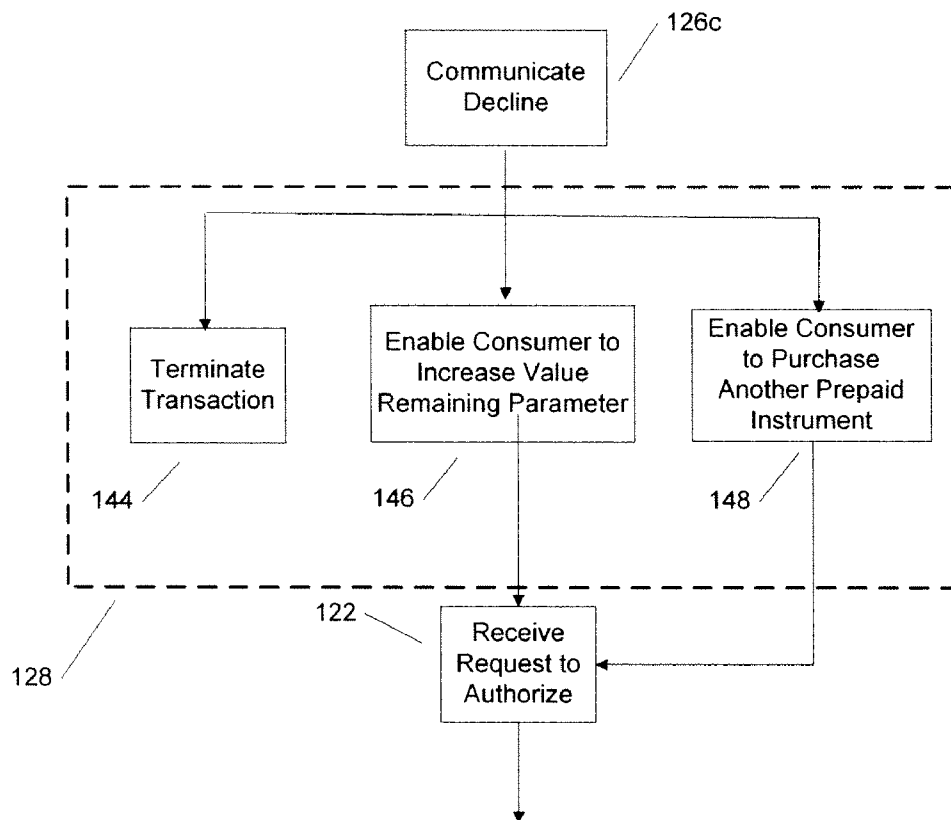 126c
Communicate
Decline
Terminate
Transaction
144
Enable Consumer to
Increase Value
Remaining Parameter
146
Enable Consumer
to Purchase
Another Prepaid
Instrument
148
128
122
Receive
Request to
Authorize